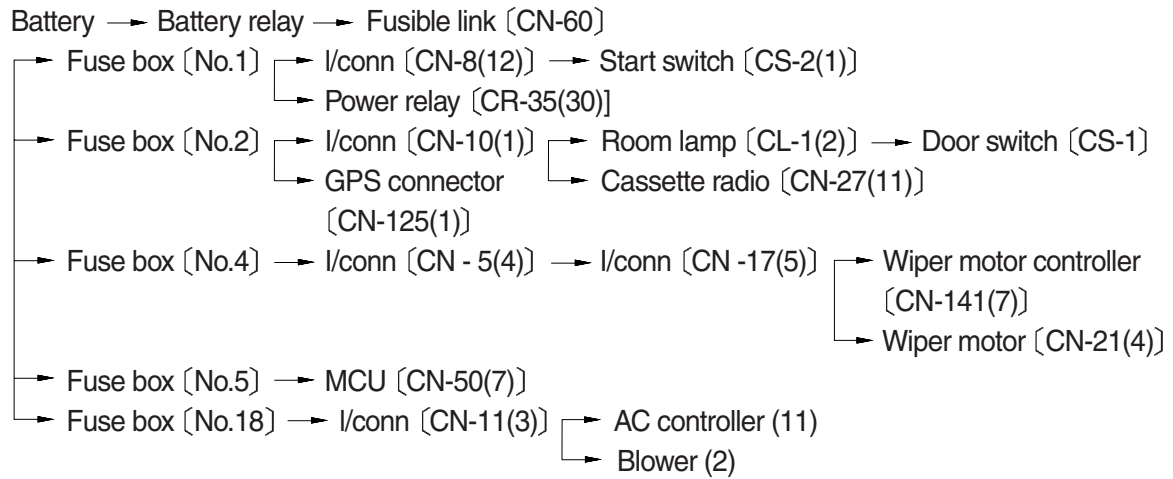 Battery → Battery relay → Fusible link〔CN-60〕
Fuse box〔No.1〕 I/conn〔CN-8(12)〕 → Start switch〔CS-2(1)〕
Power relay〔CR-35(30)]
Fuse box〔No.2〕 I/conn〔CN-10(1)〕 Room lamp〔CL-1(2)〕 → Door switch〔CS-1〕
GPS connector Cassette radio〔CN-27(11)〕
〔CN-125(1)〕
Fuse box〔No.4〕 → I/conn〔CN - 5(4)〕 → I/conn〔CN -17(5)〕 Wiper motor controller
〔CN-141(7)〕
Wiper motor〔CN-21(4)〕
Fuse box〔No.5〕 → MCU〔CN-50(7)〕
Fuse box〔No.18〕 → I/conn〔CN-11(3)〕 AC controller (11)
Blower (2)